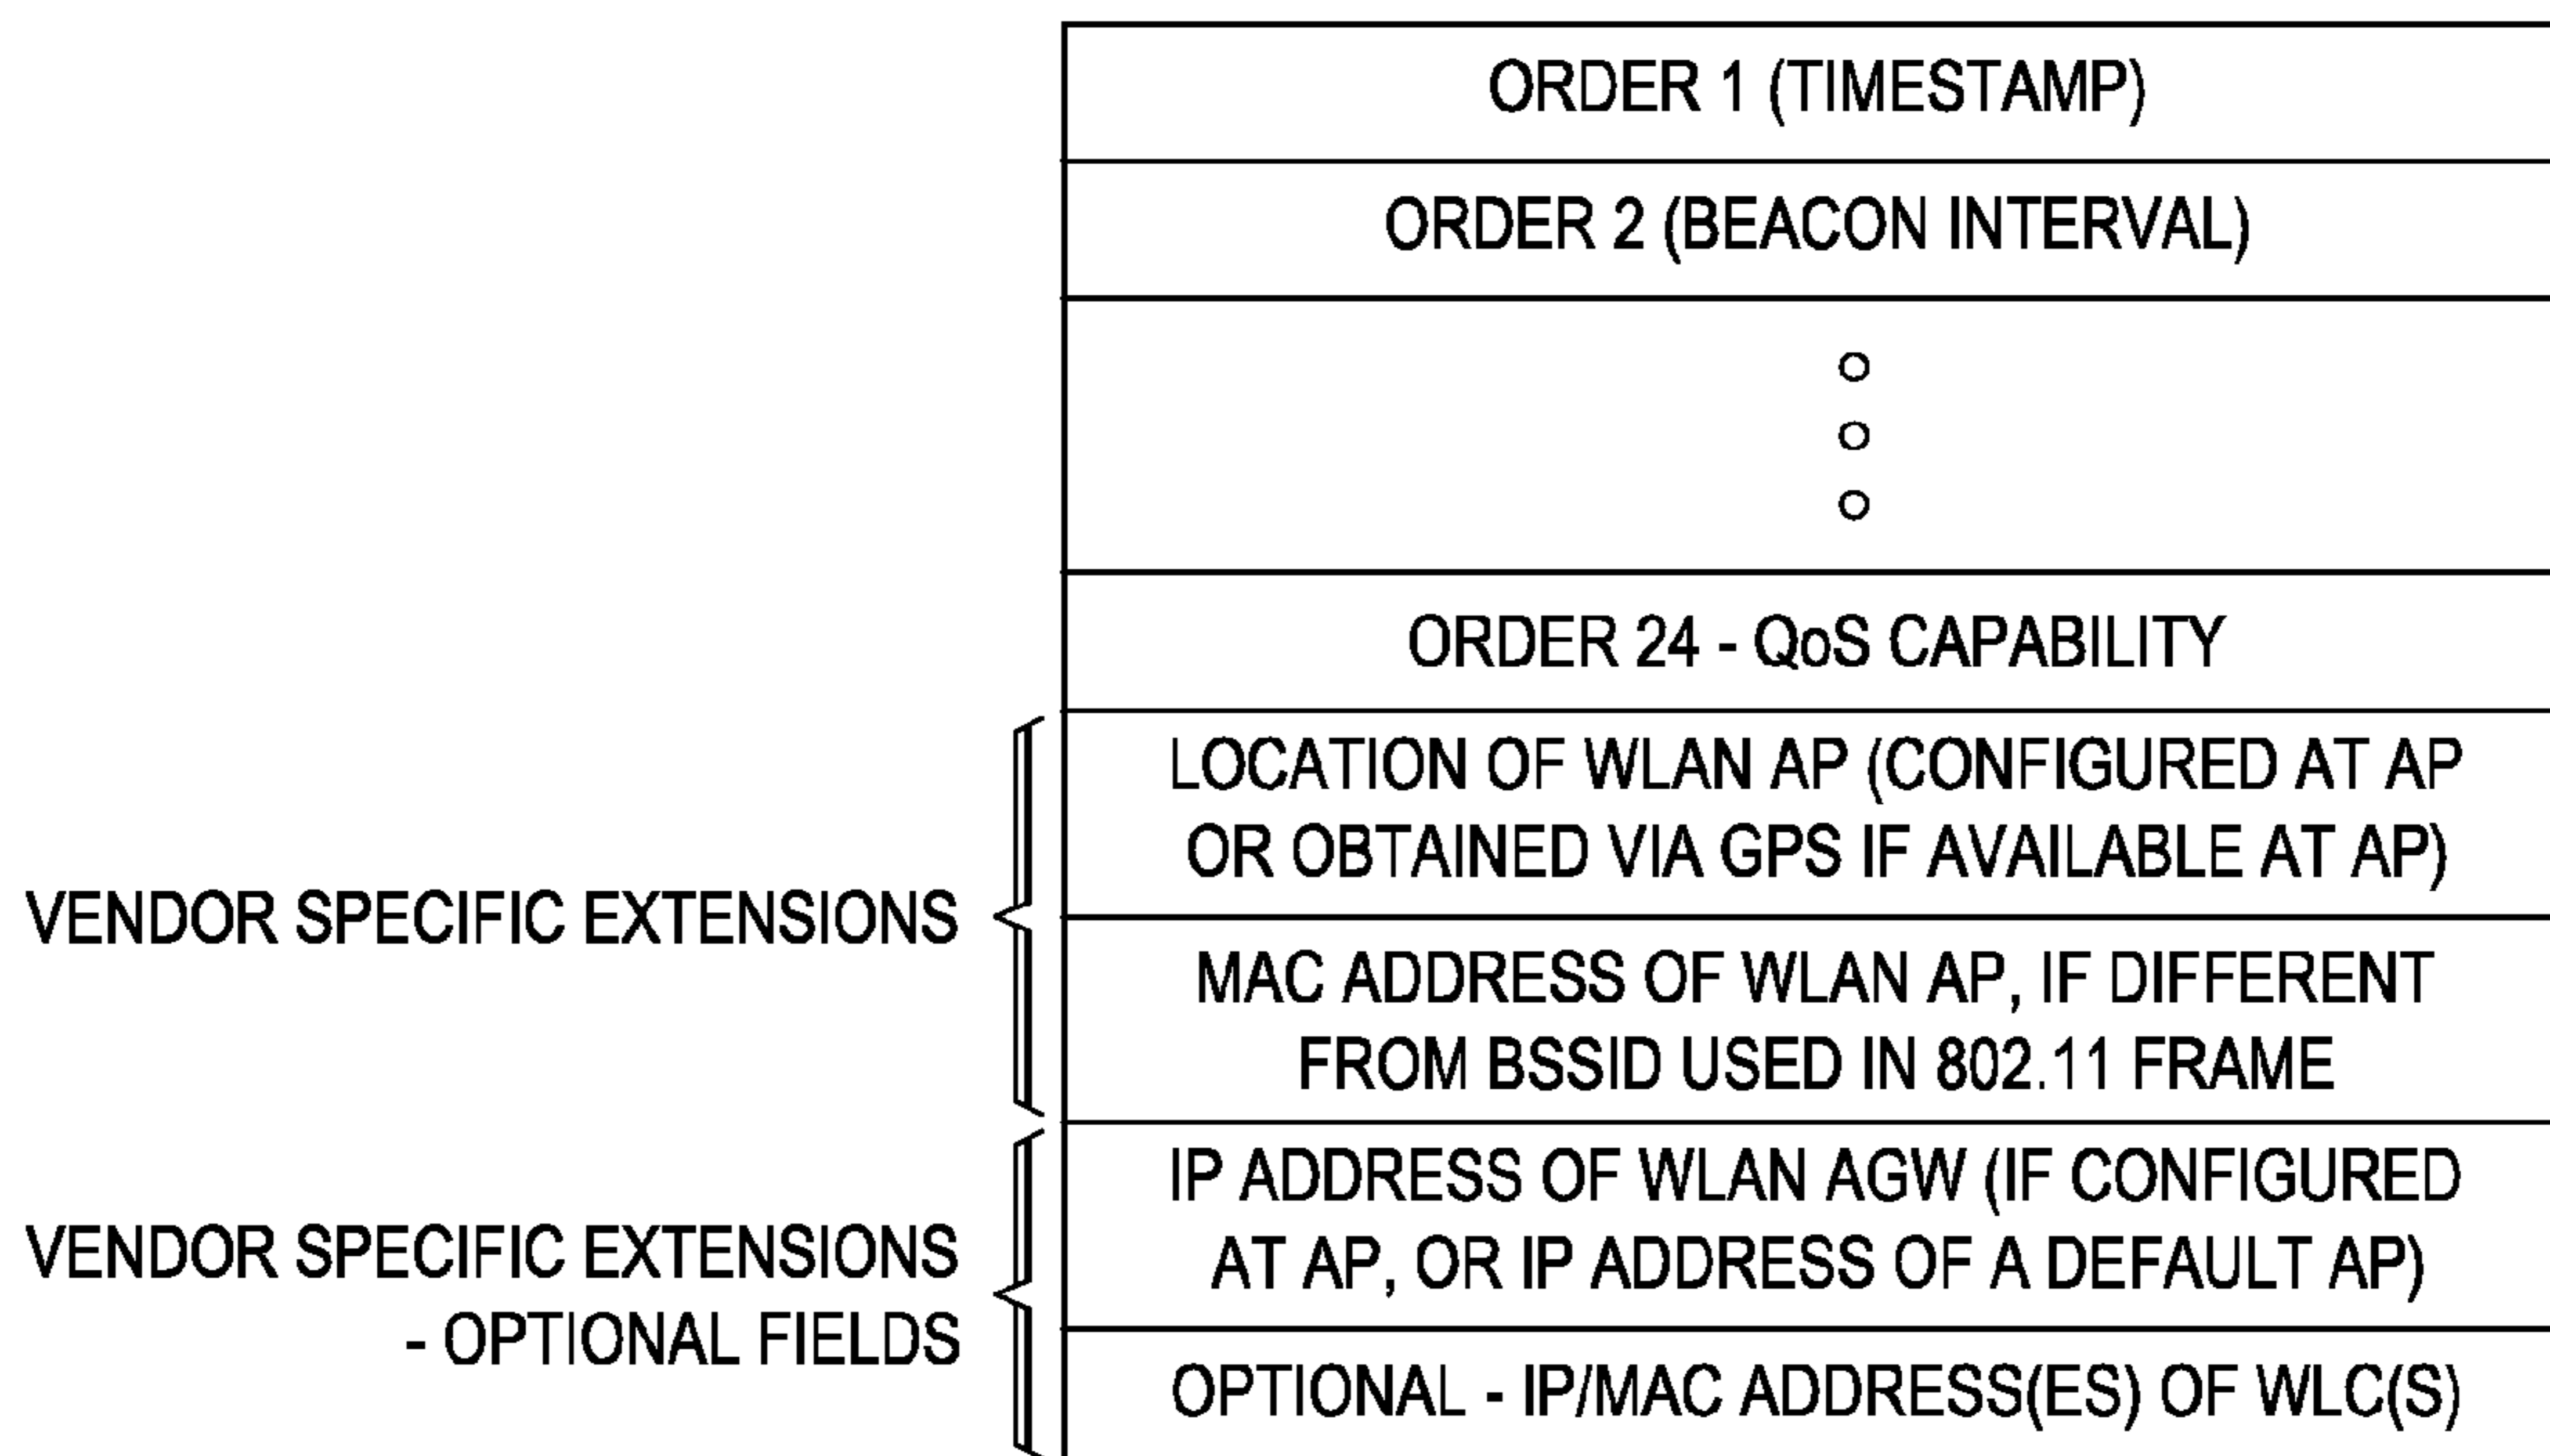 ORDER 1 (TIMESTAMP)
ORDER 2 (BEACON INTERVAL)
ORDER 24 - QoS CAPABILITY
VENDOR SPECIFIC EXTENSIONS
LOCATION OF WLAN AP (CONFIGURED AT AP
OR OBTAINED VIA GPS IF AVAILABLE AT AP)
MAC ADDRESS OF WLAN AP, IF DIFFERENT
FROM BSSID USED IN 802.11 FRAME
VENDOR SPECIFIC EXTENSIONS
- OPTIONAL FIELDS
IP ADDRESS OF WLAN AGW (IF CONFIGURED
AT AP, OR IP ADDRESS OF A DEFAULT AP)
OPTIONAL - IP/MAC ADDRESS(ES) OF WLC(S)